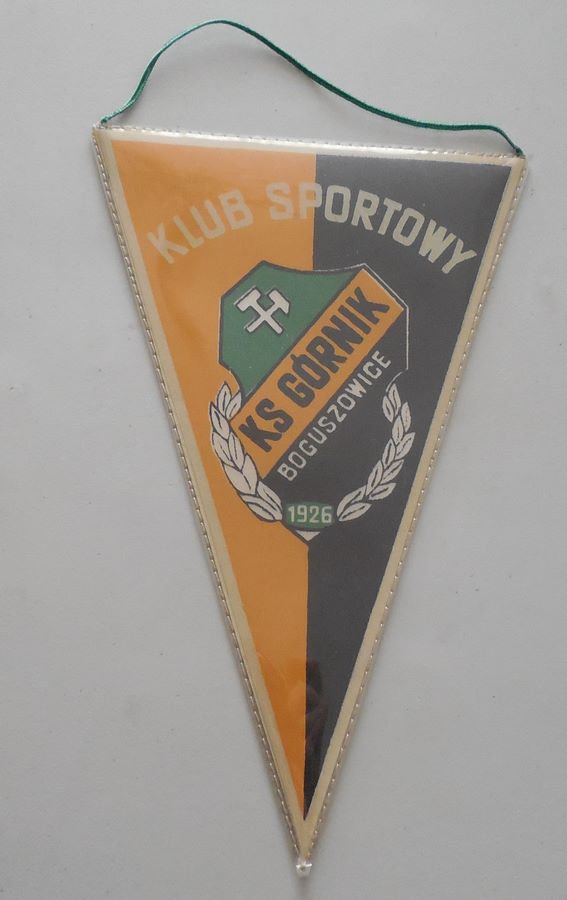 KLUB SPORTOWY
KS GÓRNIK
BOGUSZOWICE
1926